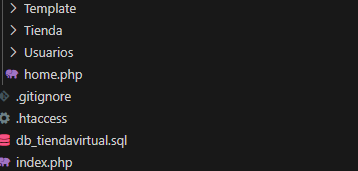 Template
Tienda
Usuarios
home.php
.gitignore
.htaccess
db_tiendavirtual.sql
index.php